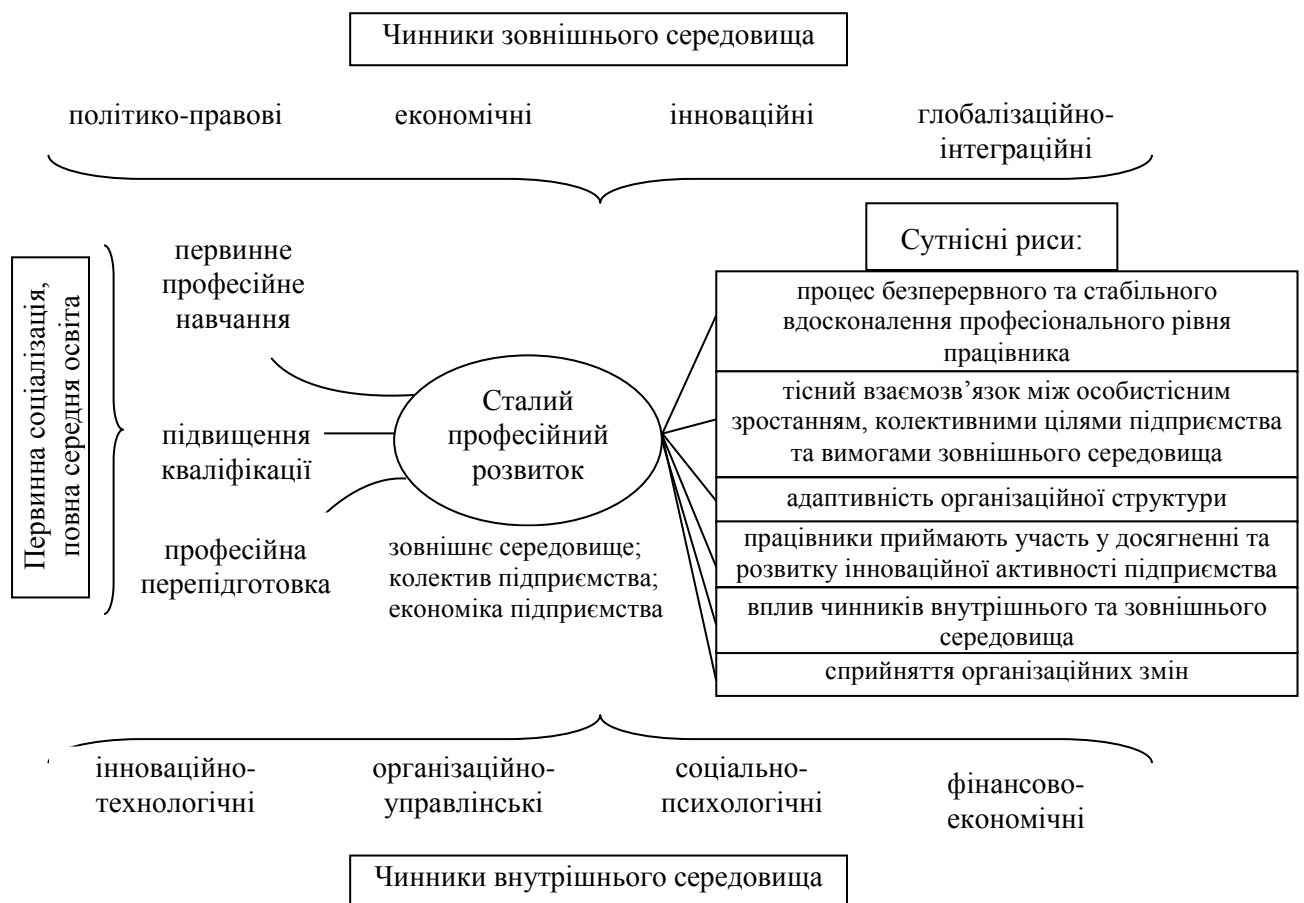 Чинники зовнішнього середовища
політико-правові
економічні
інноваційні
глобалізаційно-
інтеграційні
Первинна соціалізація,
повна середня освіта
первинне
професійне
навчання
підвищення
кваліфікації
професійна
перепідготовка
Сталий
професійний
розвиток
зовнішнє середовище;
колектив підприємства;
економіка підприємства
Сутнісні риси:
процес безперервного та стабільного
вдосконалення професіонального рівня
працівника
тісний взаємозв’язок між особистісним
зростанням, колективними цілями підприємства
та вимогами зовнішнього середовища
адаптивність організаційної структури
працівники приймають участь у досягненні та
розвитку інноваційної активності підприємства
вплив чинників внутрішнього та зовнішнього
середовища
сприйняття організаційних змін
інноваційно-
технологічні
організаційно-
управлінські
соціально-
психологічні
фінансово-
економічні
Чинники внутрішнього середовища